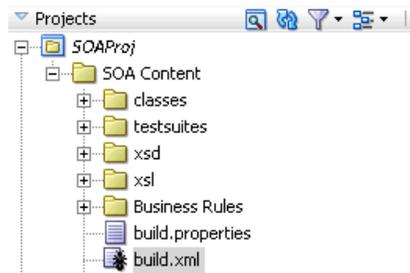 Projects
SOAProj
SOA Content
classes
testsuites
xsd
xsl
Business Rules
build.properties
build.xml